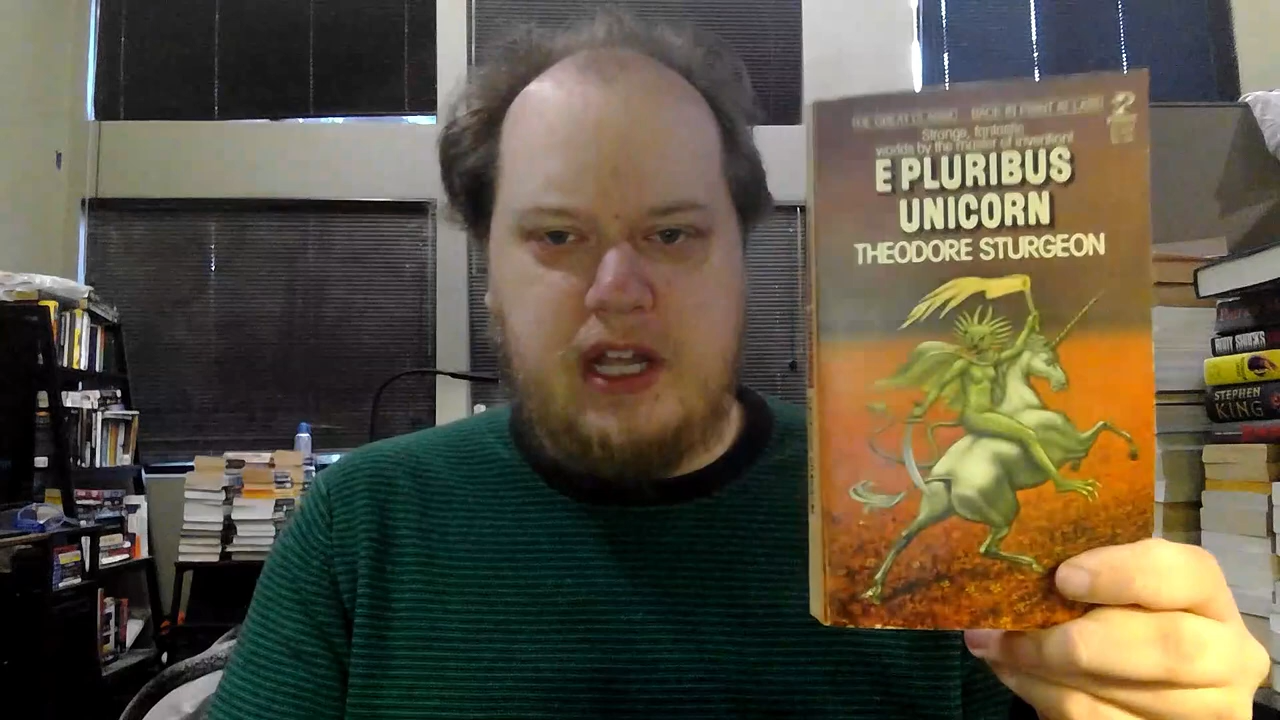 THE GREAT CLASSIC BACK IN PRINT AT LAST!
Strange, fantastic
worlds by the master of invention!
E PLURIBUS
UNICORN
THEODORE STURGEON
STEPHEN
KING